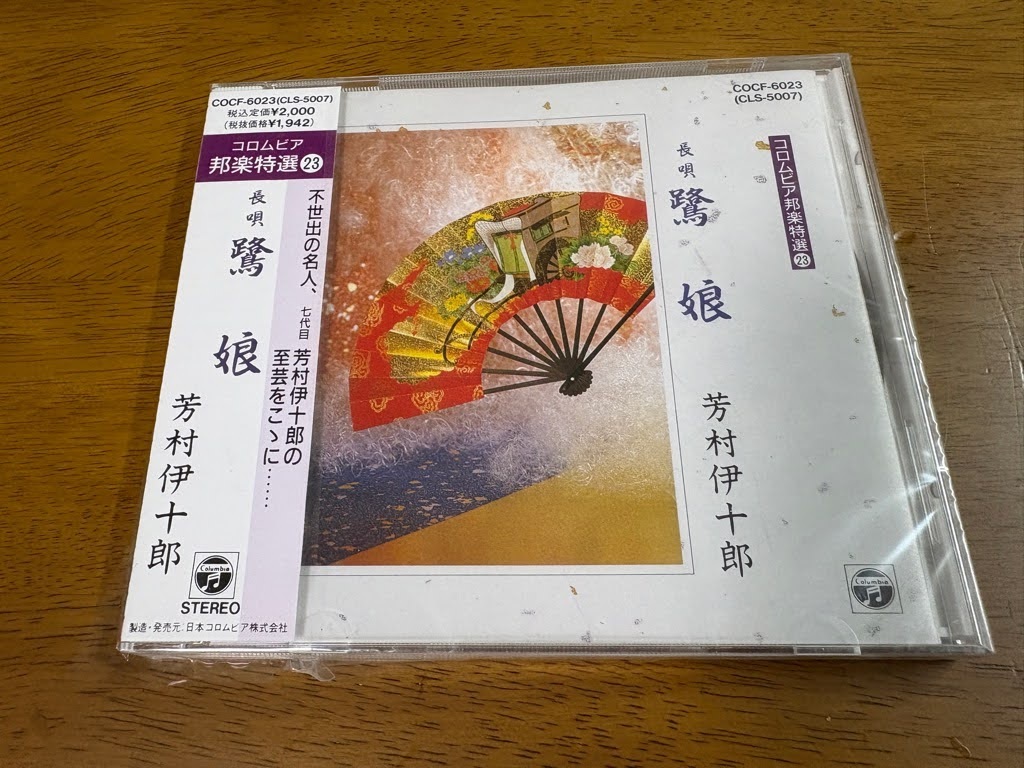 COCF-6023(CLS-5007)
税込定価¥2,000
(税抜価格¥1,942)
コロムビア
邦楽特選㉓
長唄
鷺娘
芳村伊十郎
不世出の名人、
七代目
芳村伊十郎の
至芸をこゝに……
Columbia
STEREO
製造・発売元:日本コロムビア株式会社
COCF-6023
(CLS-5007)
コロムビア邦楽特選㉓
長唄
鷺娘
芳村伊十郎
Columbia